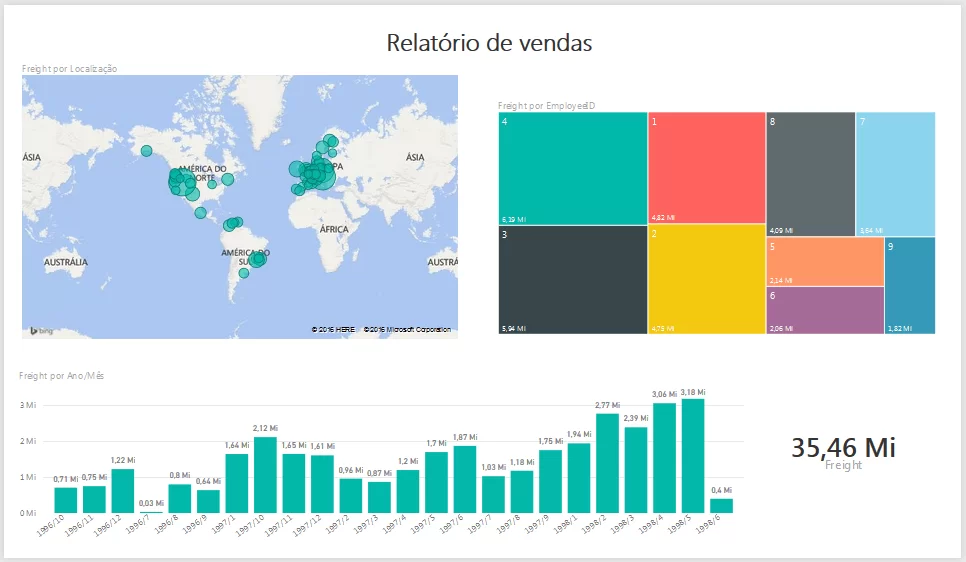 Relatório de vendas
Freight por Localização
ÁSIA
AMÉRICA DO
NORTE
PA
ÁSIA
ÁFRICA
AMÉRICA DO
SUL
AUSTRÁLIA
AUSTRÁ
bing
© 2016 HERE © 2016 Microsoft Corporation
Freight por EmployeeID
4
6,19 Mi
3
5,94 Mi
1
4,82 Mi
2
4,75 Mi
8
4,09 Mi
7
3,64 Mi
5
2,14 Mi
6
2,06 Mi
9
1,82 Mi
Freight por Ano/Mês
3 Mi
2 Mi
1 Mi
0 Mi
0,71 Mi
0,75 Mi
1,22 Mi
0,03 Mi
0,8 Mi
0,64 Mi
1,64 Mi
2,12 Mi
1,65 Mi
1,61 Mi
0,96 Mi
0,87 Mi
1,2 Mi
1,7 Mi
1,87 Mi
1,03 Mi
1,18 Mi
1,75 Mi
1,94 Mi
2,77 Mi
2,39 Mi
3,06 Mi
3,18 Mi
0,4 Mi
1996/10
1996/11
1996/12
1996/7
1996/8
1996/9
1997/1
1997/10
1997/11
1997/12
1997/2
1997/3
1997/4
1997/5
1997/6
1997/7
1997/8
1997/9
1998/1
1998/2
1998/3
1998/4
1998/5
1998/6
35,46 Mi
Freight